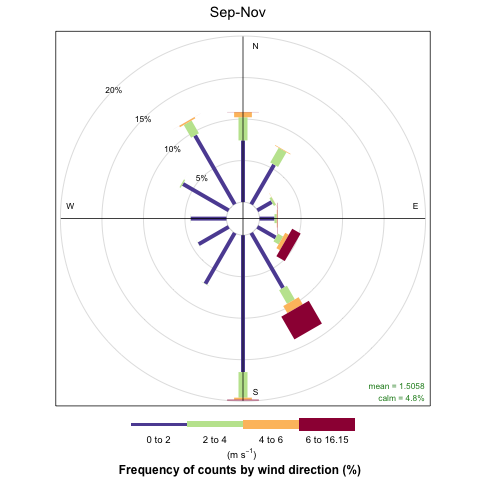 Sep-Nov
N
20%
15%
10%
5%
W
E
S
mean = 1.5058
calm = 4.8%
0 to 2 2 to 4 4 to 6 6 to 16.15
(m s⁻¹)
Frequency of counts by wind direction (%)